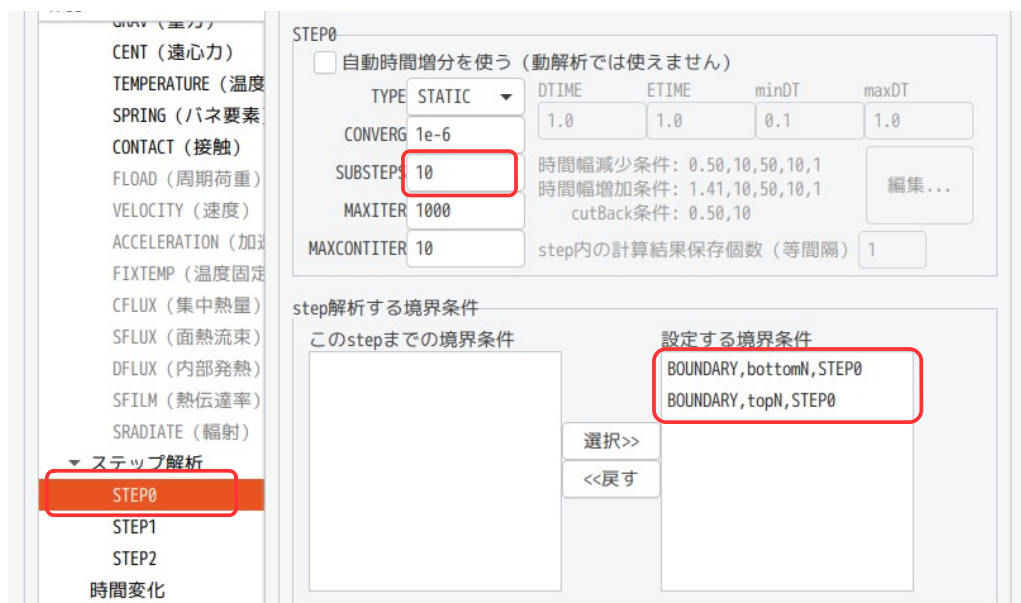 GRAV（重力）
CENT（遠心力）
TEMPERATURE（温度
SPRING（バネ要素
CONTACT（接触）
FLOAD（周期荷重）
VELOCITY（速度）
ACCELERATION（加速
FIXTEMP（温度固定
CFLUX（集中熱量）
SFLUX（面熱流束）
DFLUX（内部発熱）
SFILM（熱伝達率）
SRADIATE（輻射）
ステップ解析
STEP0
STEP1
STEP2
時間変化
STEP0
自動時間増分を使う（動解析では使えません）
TYPE STATIC
CONVERG 1e-6
SUBSTEPS 10
MAXITER 1000
MAXCONTITER 10
DTIME ETIME minDT maxDT
1.0 1.0 0.1 1.0
時間幅減少条件: 0.50,10,50,10,1
時間幅増加条件: 1.41,10,50,10,1
cutBack条件: 0.50,10
編集...
step内の計算結果保存個数（等間隔） 1
step解析する境界条件
このstepまでの境界条件
選択>>
<<戻す
設定する境界条件
BOUNDARY,bottomN,STEP0
BOUNDARY,topN,STEP0